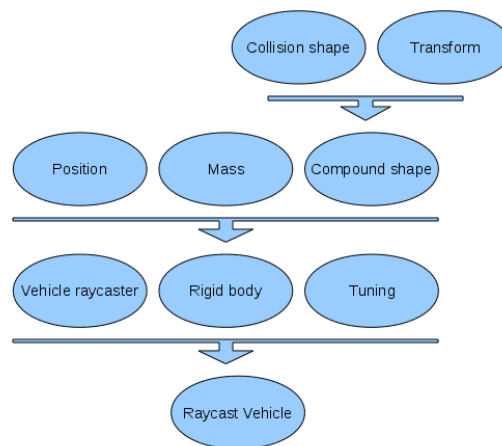 Collision shape
Transform
Position
Mass
Compound shape
Vehicle raycaster
Rigid body
Tuning
Raycast Vehicle